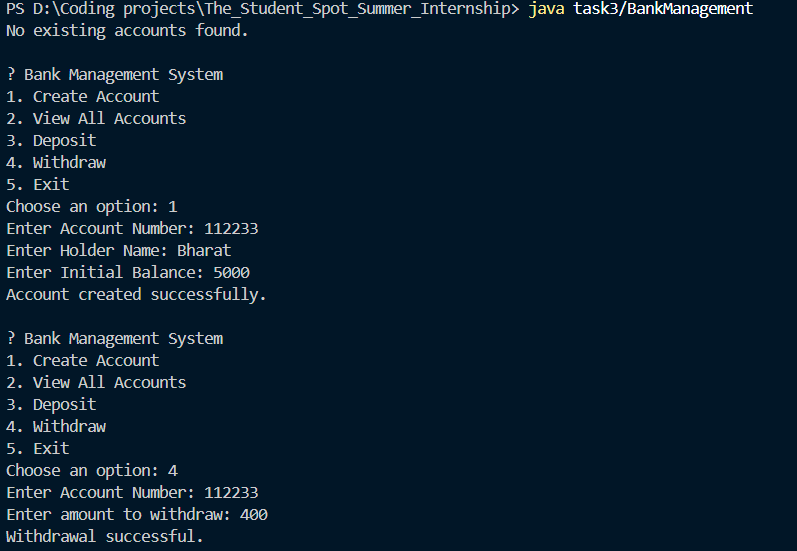 PS D:\Coding projects\The_Student_Spot_Summer_Internship> java task3/BankManagement
No existing accounts found.
? Bank Management System
1. Create Account
2. View All Accounts
3. Deposit
4. Withdraw
5. Exit
Choose an option: 1
Enter Account Number: 112233
Enter Holder Name: Bharat
Enter Initial Balance: 5000
Account created successfully.
? Bank Management System
1. Create Account
2. View All Accounts
3. Deposit
4. Withdraw
5. Exit
Choose an option: 4
Enter Account Number: 112233
Enter amount to withdraw: 400
Withdrawal successful.